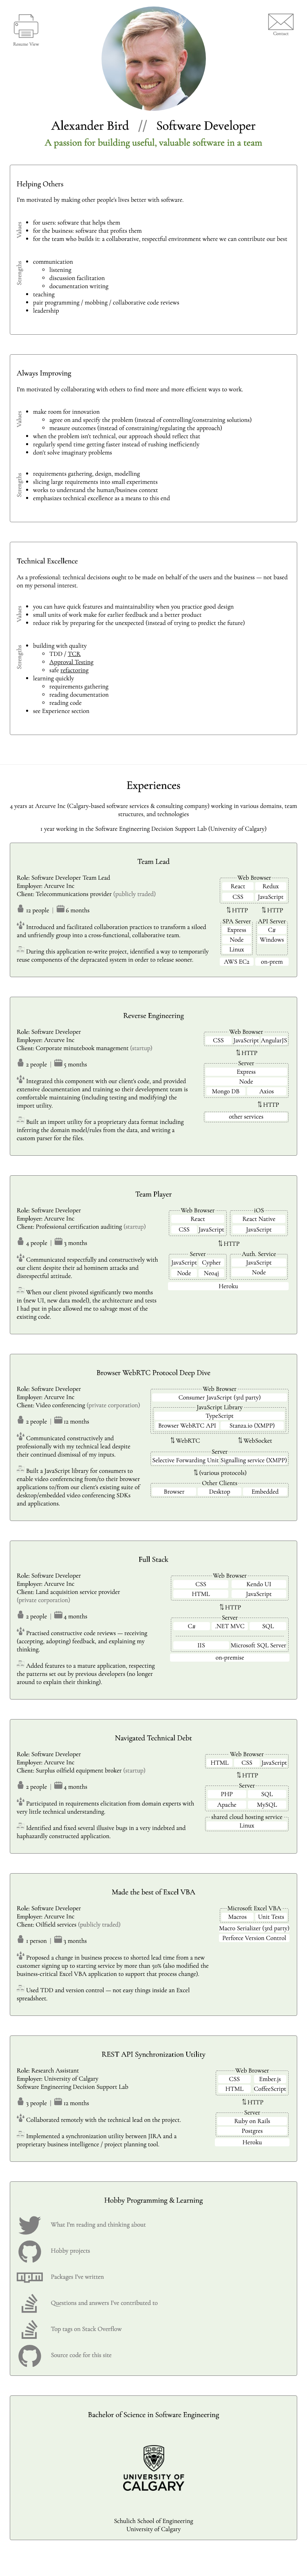 Resume View
Contact
Alexander Bird // Software Developer
A passion for building useful, valuable software in a team
Helping Others
I'm motivated by making other people's lives better with software.
Values
for users: software that helps them
for the business: software that profits them
for the team who builds it: a collaborative, respectful environment where we can contribute our best
Strengths
communication
listening
discussion facilitation
documentation writing
teaching
pair programming / mobbing / collaborative code reviews
leadership
Always Improving
I'm motivated by collaborating with others to find more and more efficient ways to work.
Values
make room for innovation
agree on and specify the problem (instead of controlling/constraining solutions)
measure outcomes (instead of constraining/regulating the approach)
when the problem isn't technical, our approach should reflect that
regularly spend time getting faster instead of rushing inefficiently
don't solve imaginary problems
Strengths
requirements gathering, design, modelling
slicing large requirements into small experiments
works to understand the human/business context
emphasizes technical excellence as a means to this end
Technical Excellence
As a professional: technical decisions ought to be made on behalf of the users and the business — not based
on my personal interest.
Values
you can have quick features and maintainability when you practice good design
small units of work make for earlier feedback and a better product
reduce risk by preparing for the unexpected (instead of trying to predict the future)
Strengths
building with quality
TDD / TCR
Approval Testing
safe refactoring
learning quickly
requirements gathering
reading documentation
reading code
see Experience section
Experiences
4 years at Arcurve Inc (Calgary-based software services & consulting company) working in various domains, team
structures, and technologies
1 year working in the Software Engineering Decision Support Lab (University of Calgary)
Team Lead
Role: Software Developer Team Lead
Employer: Arcurve Inc
Client: Telecommunications provider (publicly traded)
12 people | 6 months
Introduced and facilitated collaboration practices to transform a siloed
and unfriendly group into a cross-functional, collaborative team
During this application re-write project, identified a way to temporarily
reuse components of the deprecated system in order to release sooner.
Web Browser
React Redux
CSS JavaScript
⇅HTTP ⇅HTTP
SPA Server API Server
Express C#
Node Windows
Linux
AWS EC2 on-prem
Reverse Engineering
Role: Software Developer
Employer: Arcurve Inc
Client: Corporate minutebook management (startup)
2 people | 5 months
Integrated this component with our client's code, and provided
extensive documentation and training so their development team is
comfortable maintaining (including testing and modifying) the
import utility.
Built an import utility for a proprietary data format including
inferring the domain model/rules from the data, and writing a
custom parser for the files.
Web Browser
CSS JavaScript AngularJS
⇅HTTP
Server
Express
Node
Mongo DB Axios
⇅HTTP
other services
Team Player
Role: Software Developer
Employer: Arcurve Inc
Client: Professional certification auditing (startup)
4 people | 3 months
Communicated respectfully and constructively with
our client despite their ad hominem attacks and
disrespectful attitude.
When our client pivoted significantly two months
in (new UI, new data model), the architecture and tests
I had put in place allowed me to salvage most of the
existing code.
Web Browser iOS
React React Native
CSS JavaScript JavaScript
⇅HTTP
Server Auth. Service
JavaScript Cypher JavaScript
Node Neo4j Node
Heroku
Browser WebRTC Protocol Deep Dive
Role: Software Developer
Employer: Arcurve Inc
Client: Video conferencing (private corporation)
2 people | 12 months
Communicated constructively and
professionally with my technical lead despite
their continual dismissal of my inputs.
Built a JavaScript library for consumers to
enable video conferencing from/to their browser
applications to/from our client's existing suite of
desktop/embedded video conferencing SDKs
and applications.
Web Browser
Consumer JavaScript (3rd party)
JavaScript Library
TypeScript
Browser WebRTC API Stanza.io (XMPP)
⇅WebRTC ⇅WebSocket
Server
Selective Forwarding Unit Signalling service (XMPP)
⇅(various protocols)
Other Clients
Browser Desktop Embedded
Full Stack
Role: Software Developer
Employer: Arcurve Inc
Client: Land acquisition service provider
(private corporation)
2 people | 4 months
Practised constructive code reviews — receiving
(accepting, adopting) feedback, and explaining my
thinking.
Added features to a mature application, respecting
the patterns set out by previous developers (no longer
around to explain their thinking).
Web Browser
CSS Kendo UI
HTML JavaScript
⇅HTTP
Server
C# .NET MVC SQL
IIS Microsoft SQL Server
on-premise
Navigated Technical Debt
Role: Software Developer
Employer: Arcurve Inc
Client: Surplus oilfield equipment broker (startup)
2 people | 4 months
Participated in requirements elicitation from domain experts with
very little technical understanding.
Identified and fixed several illusive bugs in a very indebted and
haphazardly constructed application.
Web Browser
HTML CSS JavaScript
⇅HTTP
Server
PHP SQL
Apache MySQL
shared cloud hosting service
Linux
Made the best of Excel VBA
Role: Software Developer
Employer: Arcurve Inc
Client: Oilfield services (publicly traded)
1 person | 3 months
Proposed a change in business process to shorted lead time from a new
customer signing up to starting service by more than 50% (also modified the
business-critical Excel VBA application to support that process change).
Used TDD and version control — not easy things inside an Excel
spreadsheet.
Microsoft Excel VBA
Macros Unit Tests
Macro Serializer (3rd party)
Perforce Version Control
REST API Synchronization Utility
Role: Research Assistant
Employer: University of Calgary
Software Engineering Decision Support Lab
3 people | 12 months
Collaborated remotely with the technical lead on the project.
Implemented a synchronization utility between JIRA and a
proprietary business intelligence / project planning tool.
Web Browser
CSS Ember.js
HTML CoffeeScript
⇅HTTP
Server
Ruby on Rails
Postgres
Heroku
Hobby Programming & Learning
What I'm reading and thinking about
Hobby projects
Packages I've written
Questions and answers I've contributed to
Top tags on Stack Overflow
Source code for this site
Bachelor of Science in Software Engineering
UNIVERSITY OF
CALGARY
Schulich School of Engineering
University of Calgary